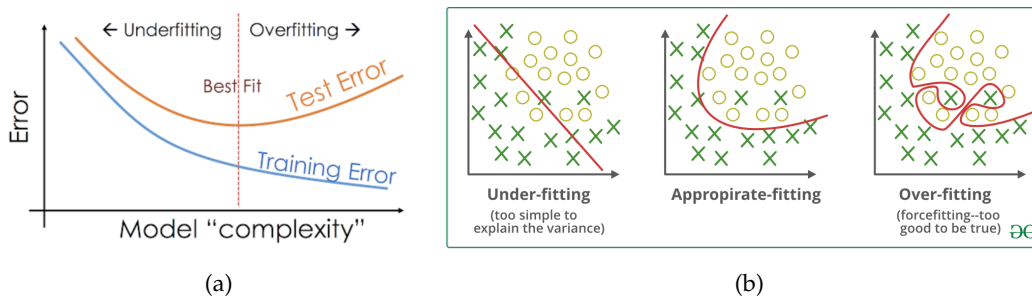 ← Underfitting Overfitting →
Best Fit
Test Error
Training Error
Error
Model “complexity”
(a)
Under-fitting
(too simple to
explain the variance)
Appropirate-fitting
Over-fitting
(forcefitting--too
good to be true)
(b)